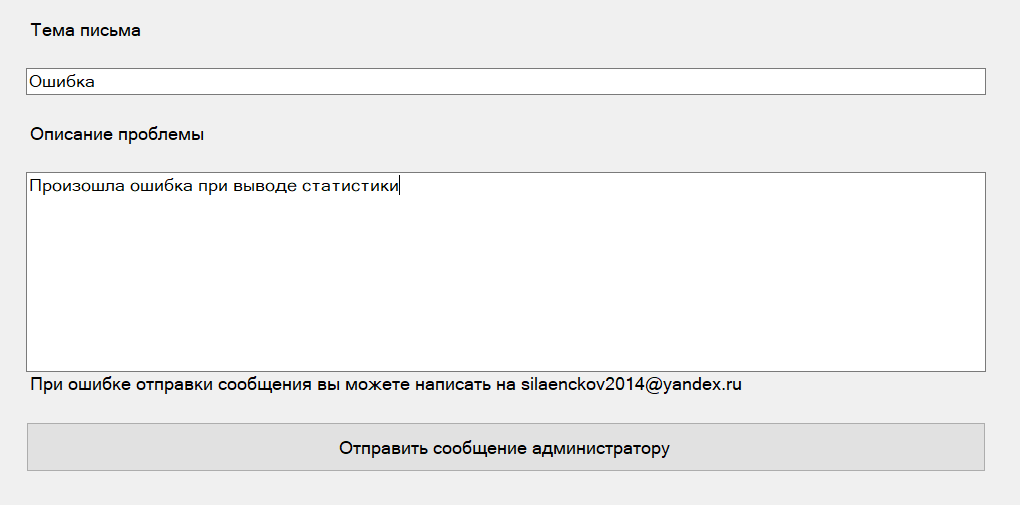 Тема письма
Ошибка
Описание проблемы
Произошла ошибка при выводе статистики
При ошибке отправки сообщения вы можете написать на silaenckov2014@yandex.ru
Отправить сообщение администратору